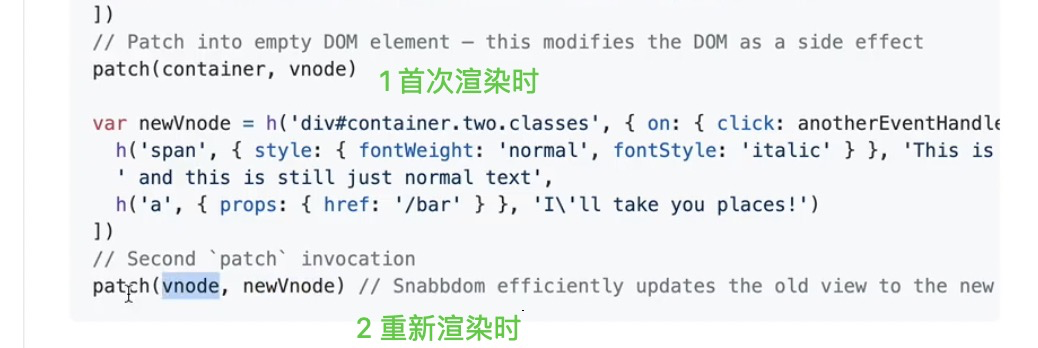 ])
// Patch into empty DOM element – this modifies the DOM as a side effect
patch(container, vnode)
1首次渲染时
var newVnode = h('div#container.two.classes', { on: { click: anotherEventHandle
h('span', { style: { fontWeight: 'normal', fontStyle: 'italic' } }, 'This is
' and this is still just normal text',
h('a', { props: { href: '/bar' } }, 'I\'ll take you places!')
])
// Second `patch` invocation
patch(vnode, newVnode) // Snabbdom efficiently updates the old view to the new
2 重新渲染时